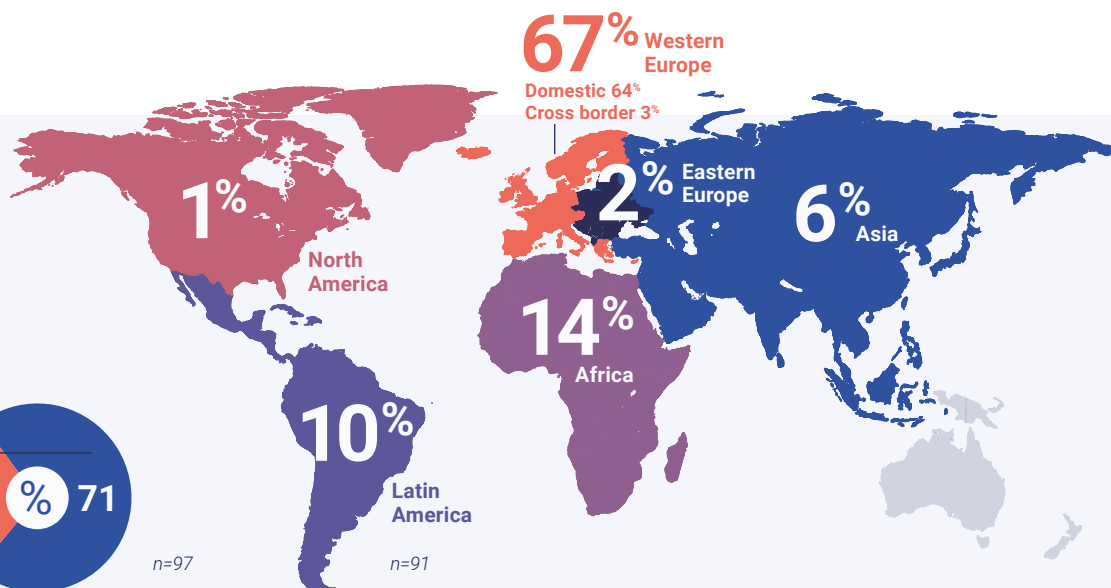 67% Western
Europe
Domestic 64%
Cross border 3%
1%
North
America
2% Eastern
Europe
6%
Asia
14%
Africa
10%
Latin
America
% 71
n=97
n=91